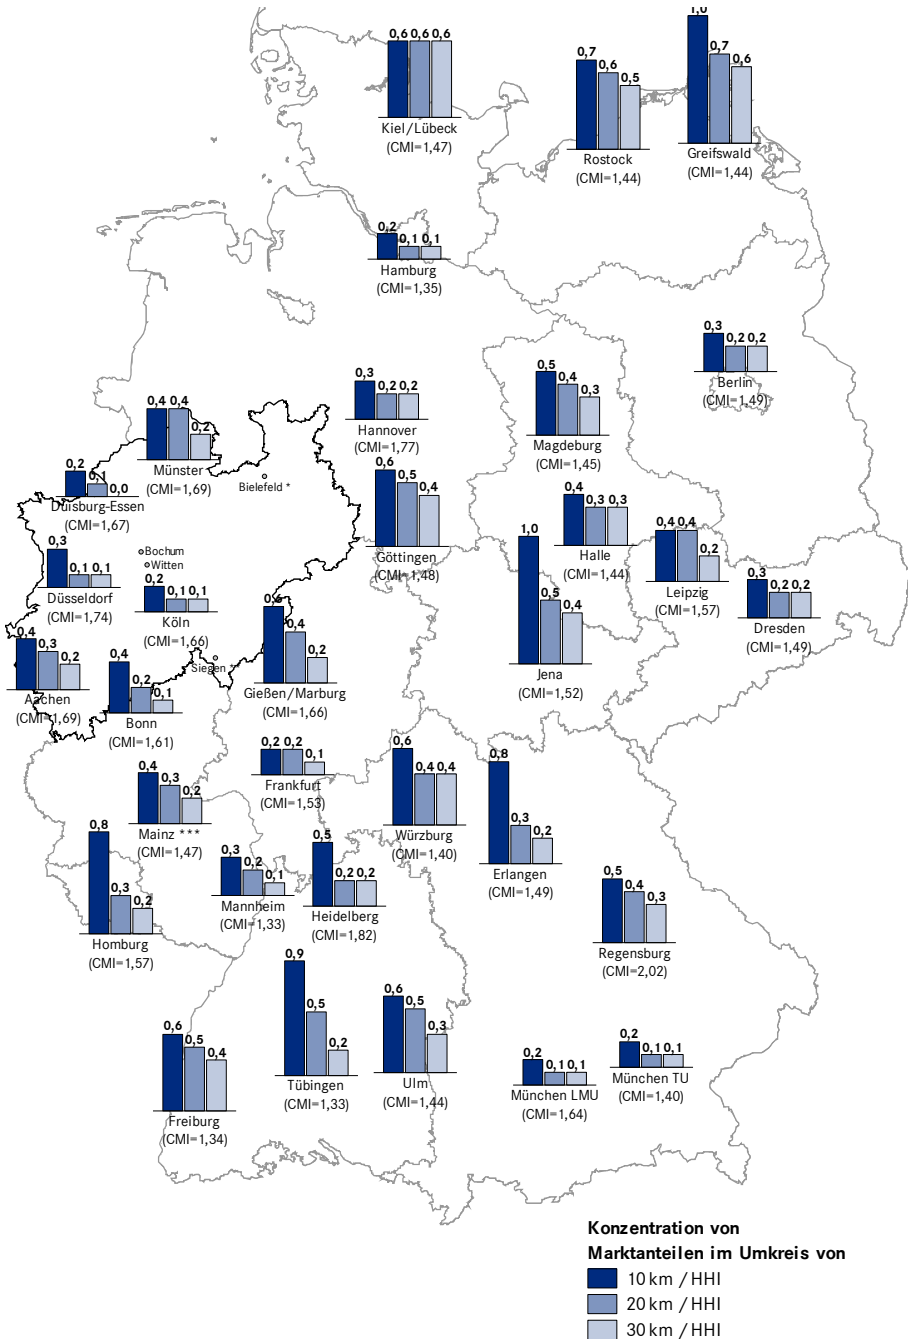 0,6 0,6 0,6
Kiel/Lübeck
(CMI=1,47)
0,7 0,6 0,5
Rostock
(CMI=1,44)
1,0 0,7 0,6
Greifswald
(CMI=1,44)
0,2 0,1 0,1
Hamburg
(CMI=1,35)
0,3 0,2 0,2
Berlin
(CMI=1,49)
0,3 0,2 0,2
Hannover
(CMI=1,77)
0,5 0,4 0,3
Magdeburg
(CMI=1,45)
0,4 0,4 0,2
Münster
(CMI=1,69)
Bielefeld *
0,2 0,1 0,0
Duisburg-Essen
(CMI=1,67)
0,6 0,5 0,4
Göttingen
(CMI=1,48)
0,4 0,3 0,3
Halle
(CMI=1,44)
0,4 0,4 0,2
Leipzig
(CMI=1,57)
0,3 0,2 0,2
Dresden
(CMI=1,49)
0,3 0,1 0,1
Düsseldorf
(CMI=1,74)
Bochum
Witten
0,2 0,1 0,1
Köln
(CMI=1,66)
1,0 0,5 0,4
Jena
(CMI=1,52)
0,6 0,4 0,2
Gießen/Marburg
(CMI=1,66)
0,4 0,3 0,2
Aachen
(CMI=1,69)
Siegen *
0,4 0,2 0,1
Bonn
(CMI=1,61)
0,2 0,2 0,1
Frankfurt
(CMI=1,53)
0,4 0,3 0,2
Mainz ***
(CMI=1,47)
0,6 0,4 0,4
Würzburg
(CMI=1,40)
0,8 0,3 0,2
Erlangen
(CMI=1,49)
0,8 0,3 0,2
Homburg
(CMI=1,57)
0,3 0,2 0,1
Mannheim
(CMI=1,33)
0,5 0,2 0,2
Heidelberg
(CMI=1,82)
0,5 0,4 0,3
Regensburg
(CMI=2,02)
0,6 0,5 0,4
Freiburg
(CMI=1,34)
0,9 0,5 0,2
Tübingen
(CMI=1,33)
0,6 0,5 0,3
Ulm
(CMI=1,44)
0,2 0,1 0,1
München LMU
(CMI=1,64)
0,2 0,1 0,1
München TU
(CMI=1,40)
Konzentration von
Marktanteilen im Umkreis von
10 km / HHI
20 km / HHI
30 km / HHI